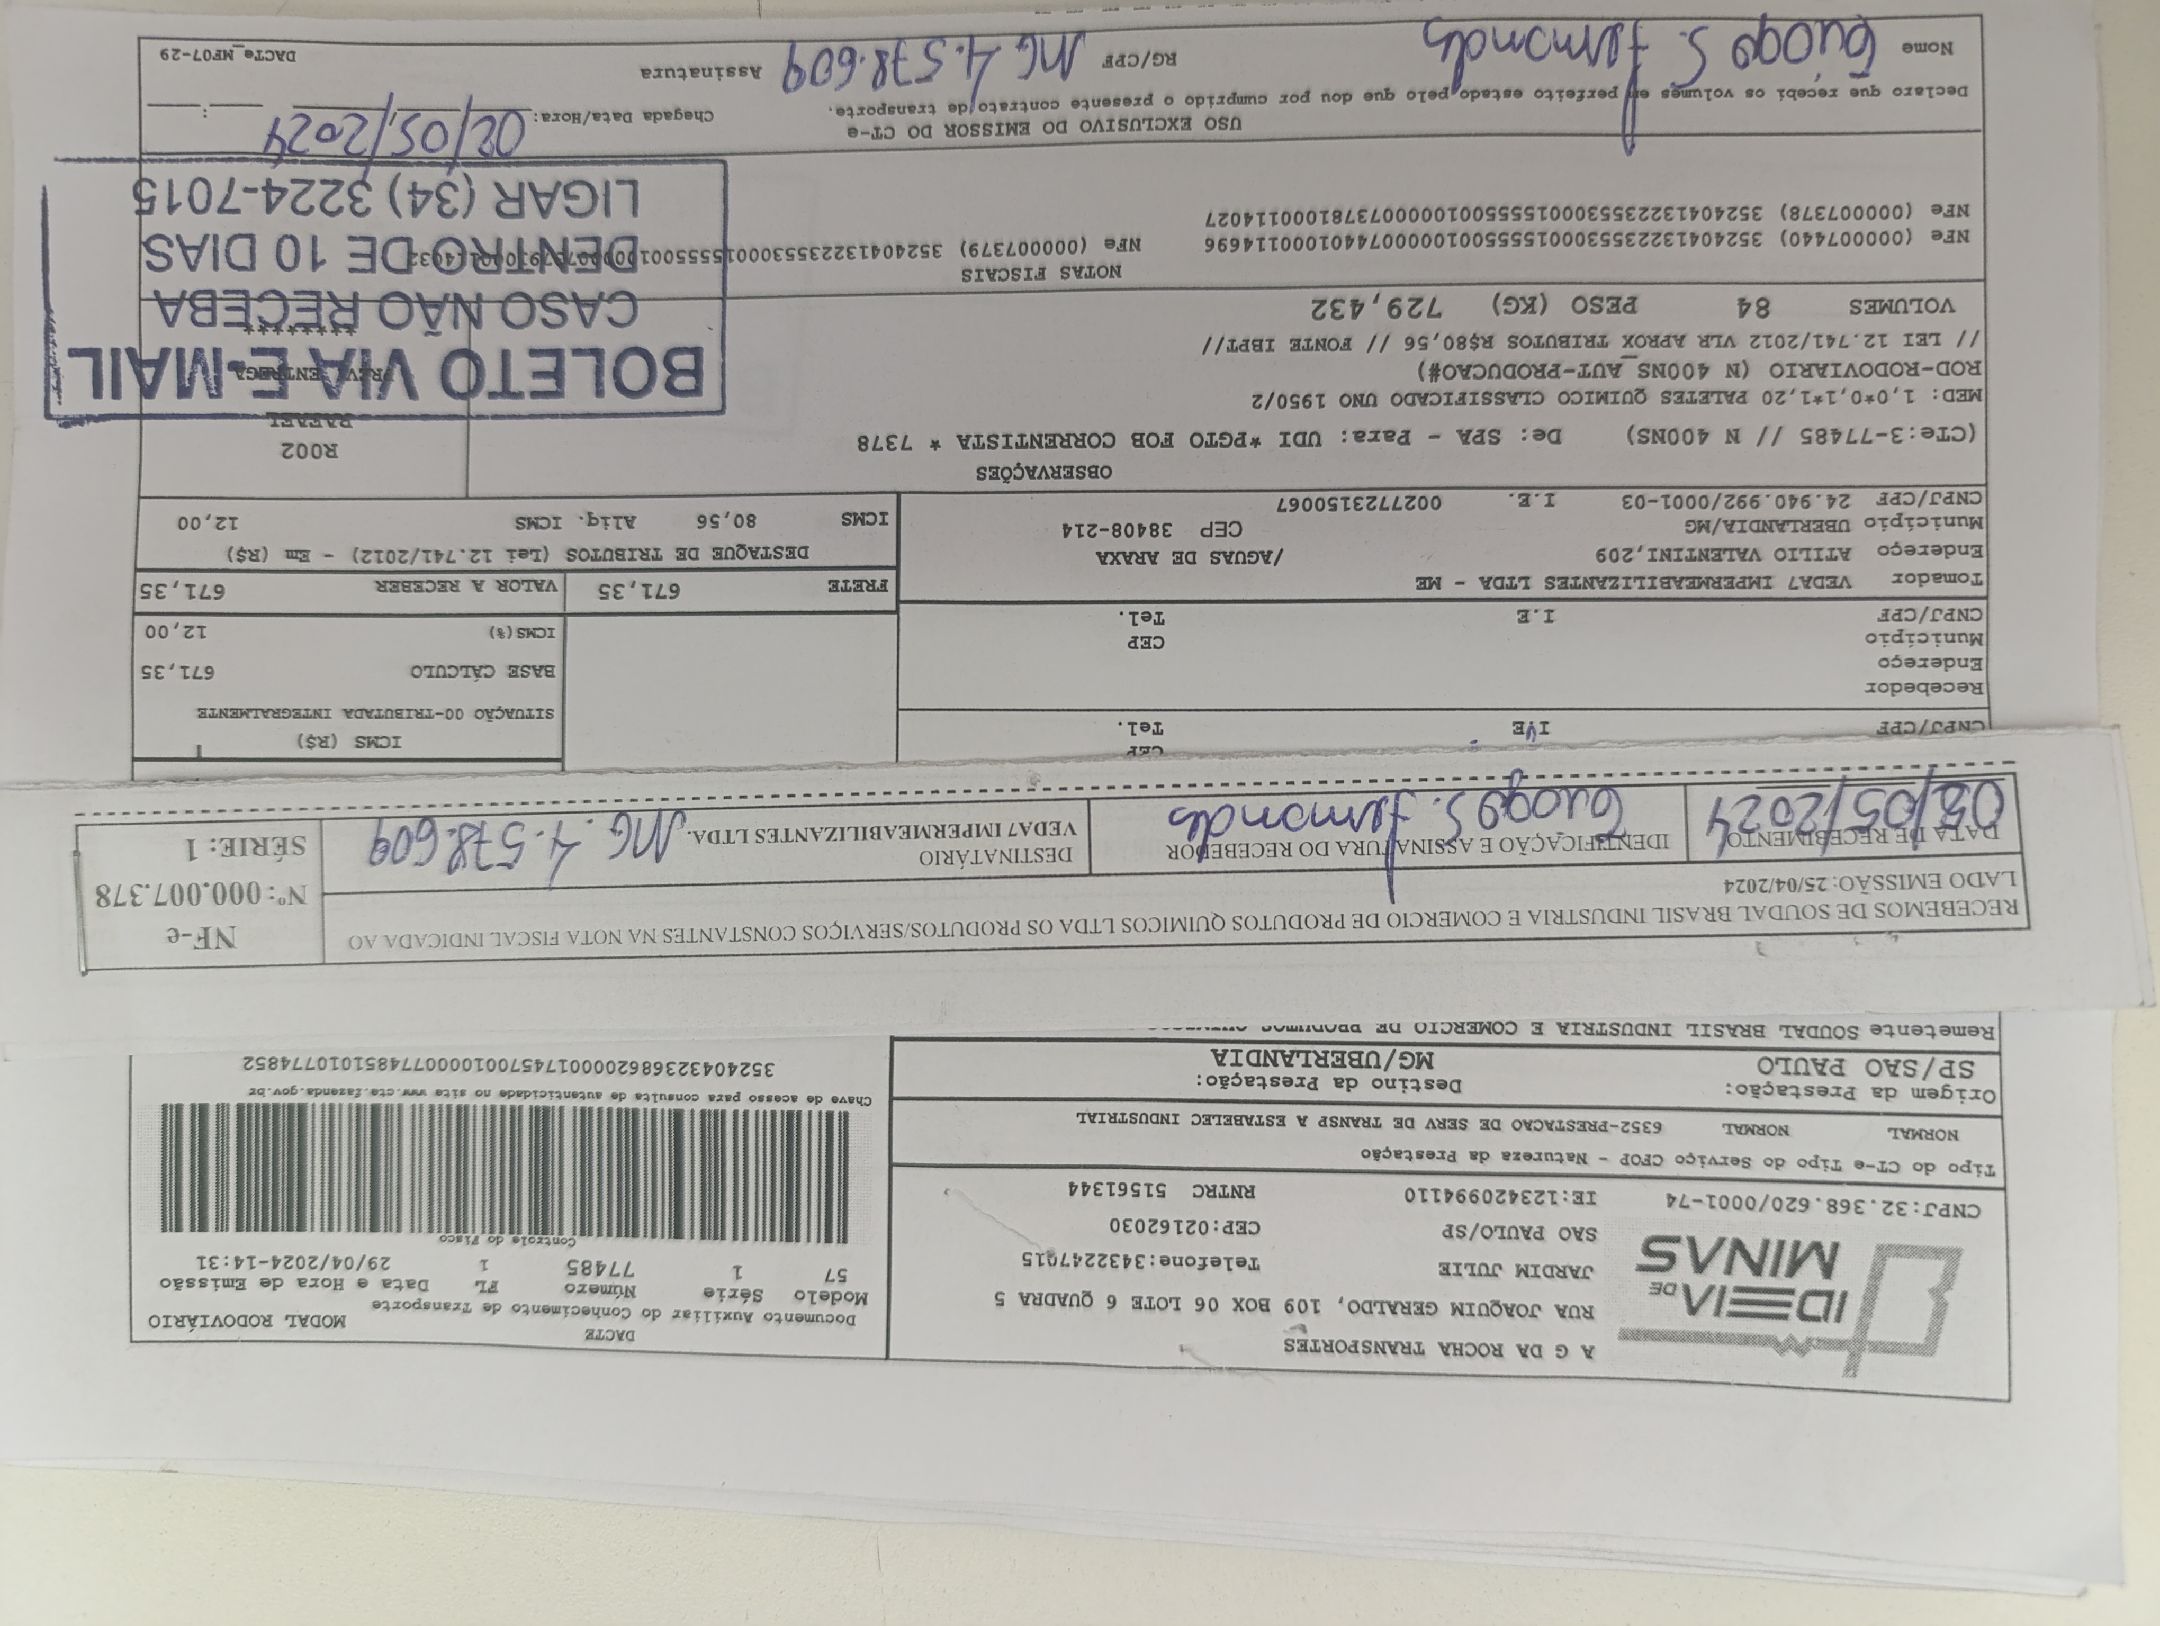 IDEIA DE
MINAS
A G DA ROCHA TRANSPORTES
RUA JOAQUIM GERALDO, 109 BOX 06 LOTE 6 QUADRA 5
JARDIM JULIE Telefone:3432247015
SAO PAULO/SP CEP:02162030
CNPJ:32.368.620/0001-74 IE:123420994110 RNTRC 51561344
DACTE
Documento Auxiliar do Conhecimento de Transporte MODAL RODOVIÁRIO
Modelo Série Número FL Data e Hora de Emissão
57 1 77485 1 29/04/2024-14:31
Controle do Fisco
Chave de acesso para consulta de autenticidade no site www.cte.fazenda.gov.br
35240432368620000174570010000774851010774852
Tipo do CT-e Tipo do Serviço CFOP - Natureza da Prestação
NORMAL NORMAL 6352-PRESTACAO DE SERV DE TRANSP A ESTABELEC INDUSTRIAL
Origem da Prestação: Destino da Prestação:
SP/SAO PAULO MG/UBERLANDIA
Remetente SOUDAL BRASIL INDUSTRIA E COMERCIO DE PRODUTOS
RECEBEMOS DE SOUDAL BRASIL INDUSTRIA E COMERCIO DE PRODUTOS QUIMICOS LTDA OS PRODUTOS/SERVIÇOS CONSTANTES NA NOTA FISCAL INDICADA AO
LADO EMISSÃO: 25/04/2024
DATA DE RECEBIMENTO IDENTIFICAÇÃO E ASSINATURA DO RECEBEDOR DESTINATÁRIO
VEDA7 IMPERMEABILIZANTES LTDA.
02/05/2024 S. MG. 4.578.609
NF-e
Nº: 000.007.378
SÉRIE: 1
CEP
CNPJ/CPF I.E Tel.
Recebedor
Endereço
Município CEP
CNPJ/CPF I.E Tel.
Tomador VEDA7 IMPERMEABILIZANTES LTDA - ME
Endereço ATILIO VALENTINI,209 /AGUAS DE ARAXA
Município UBERLANDIA/MG CEP 38408-214
CNPJ/CPF 24.940.992/0001-03 I.E. 0027723150067
ICMS (R$)
SITUAÇÃO 00-TRIBUTADA INTEGRALMENTE
BASE CÁLCULO 671,35
ICMS(%) 12,00
FRETE 671,35 VALOR A RECEBER 671,35
DESTAQUE DE TRIBUTOS (Lei 12.741/2012) - Em (R$)
ICMS 80,56 Aliq. ICMS 12,00
OBSERVAÇÕES
(CTe:3-77485 // N 400NS) De: SPA - Para: UDI *PGTO FOB CORRENTISTA * 7378
MED: 1,0*0,1*1,20 PALETES QUIMICO CLASSIFICADO UNO 1950/2
ROD-RODOVIARIO (N 400NS_AUT-PRODUCAO#)
// LEI 12.741/2012 VLR APROX TRIBUTOS R$80,56 // FONTE IBPT//
VOLUMES 84 PESO (KG) 729,432
R002
RAFAEL
PREV. ENTREGA
*******
BOLETO VIA E-MAIL
CASO NÃO RECEBA
DENTRO DE 10 DIAS
LIGAR (34) 3224-7015
NOTAS FISCAIS
NFe (000007440) 35240413223553000155550010000074401000114696 NFe (000007379)
NFe (000007378) 35240413223553000155550010000073781000114027
USO EXCLUSIVO DO EMISSOR DO CT-e
Declaro que recebi os volumes em perfeito estado pelo que dou por cumprido o presente contrato de transporte.
Chegada Data/Hora: 02/05/2024 :
Nome S. RG/CPF MG 4.578.609 Assinatura
DACTe_MF07-29